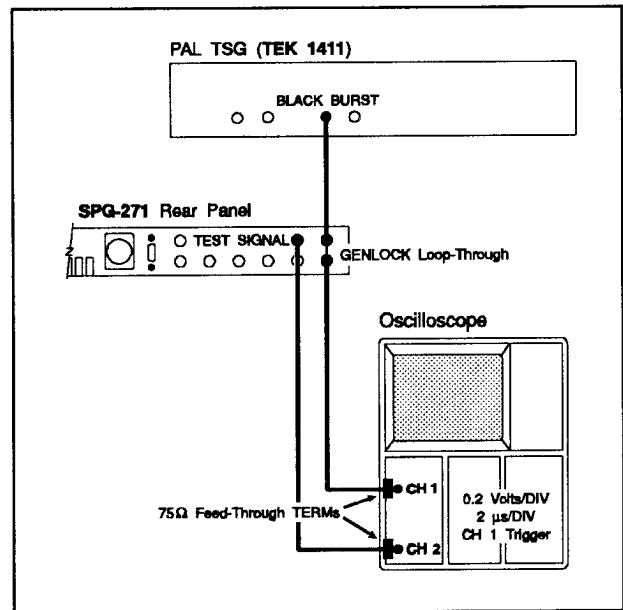 PAL TSG (TEK 1411)
BLACK BURST
SPG-271 Rear Panel
TEST SIGNAL
GENLOCK Loop-Through
Oscilloscope
CH 1
75Ω Feed-Through TERMs
CH 2
0.2 Volts/DIV
2 µs/DIV
CH 1 Trigger